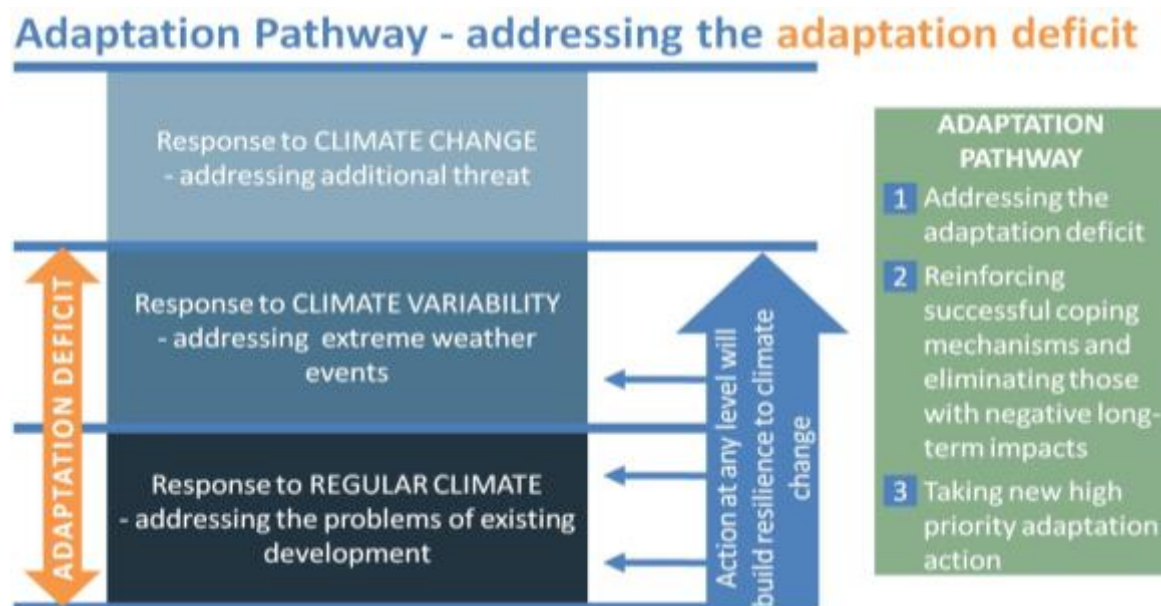 Adaptation Pathway - addressing the adaptation deficit
Response to CLIMATE CHANGE
- addressing additional threat
Response to CLIMATE VARIABILITY
- addressing extreme weather
events
Response to REGULAR CLIMATE
- addressing the problems of existing
development
ADAPTATION DEFICIT
Action at any level will
build resilience to climate
change
ADAPTATION
PATHWAY
1 Addressing the
adaptation deficit
2 Reinforcing
successful coping
mechanisms and
eliminating those
with negative long-
term impacts
3 Taking new high
priority adaptation
action